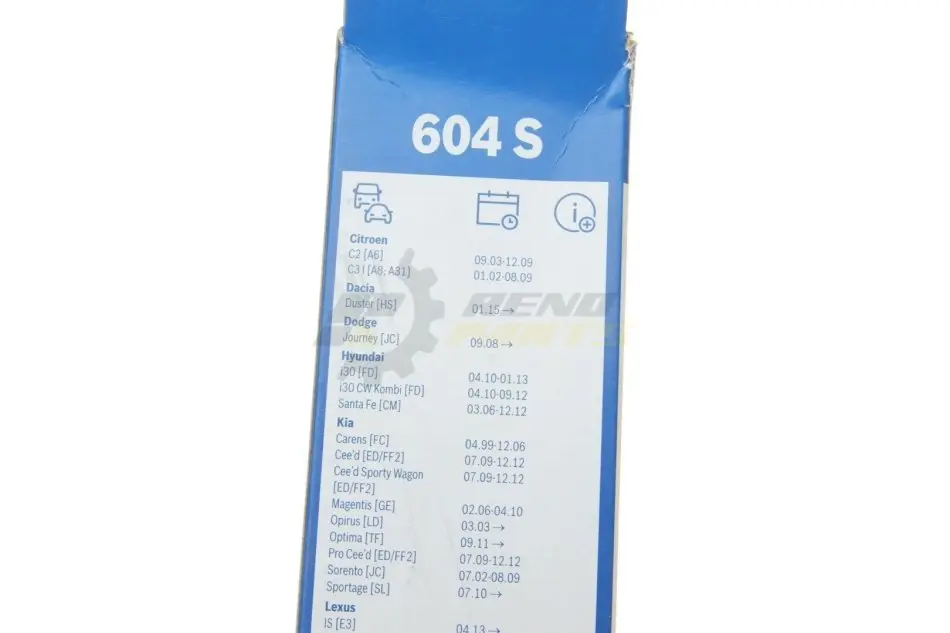 604 S
Citroen
C2 [A6] 09.03-12.09
C3 I [A8; A31] 01.02-08.09
Dacia
Duster [HS] 01.15→
Dodge
Journey [JC] 09.08→
Hyundai
i30 [FD] 04.10-01.13
i30 CW Kombi [FD] 04.10-09.12
Santa Fe [CM] 03.06-12.12
Kia
Carens [FC] 04.99-12.06
Cee'd [ED/FF2] 07.09-12.12
Cee'd Sporty Wagon 07.09-12.12
[ED/FF2]
Magentis [GE] 02.06-04.10
Opirus [LD] 03.03→
Optima [TF] 09.11→
Pro Cee'd [ED/FF2] 07.09-12.12
Sorento [JC] 07.02-08.09
Sportage [SL] 07.10→
Lexus
IS [E3] 04.13→
PARTS